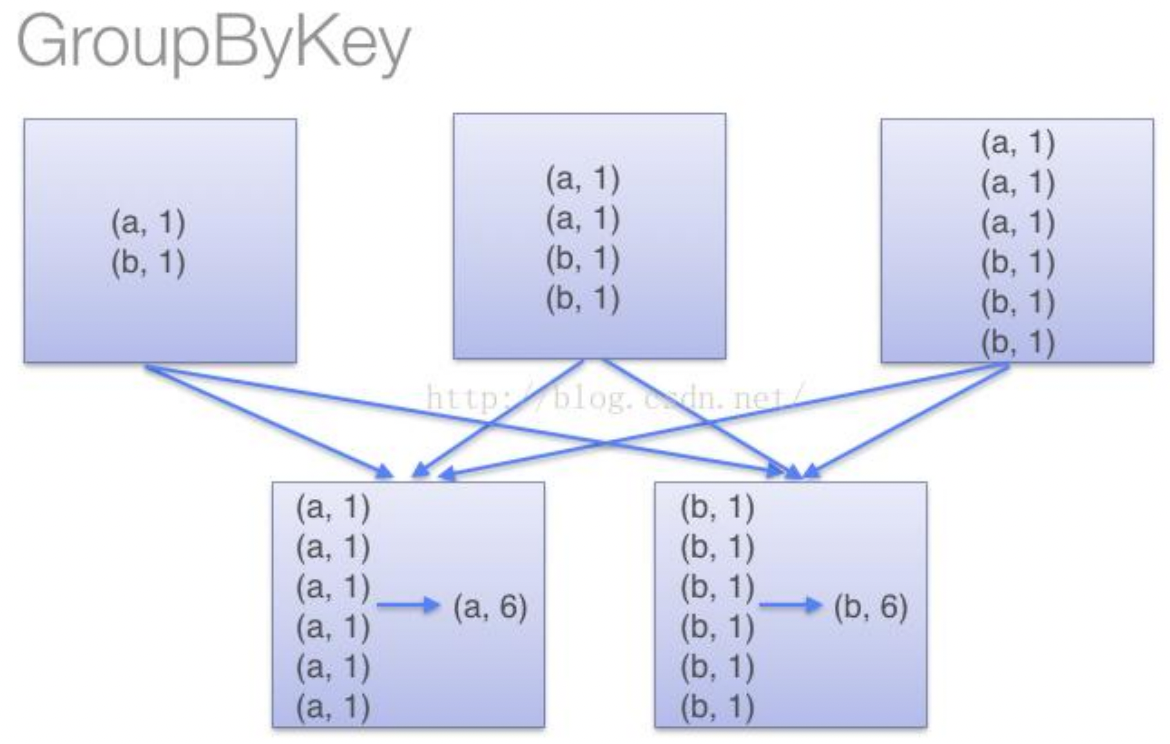 GroupByKey
(a, 1)
(b, 1)
(a, 1)
(a, 1)
(b, 1)
(b, 1)
(a, 1)
(a, 1)
(a, 1)
(b, 1)
(b, 1)
(b, 1)
http://blog.csdn.net/
(a, 1)
(a, 1)
(a, 1)
(a, 1)
(a, 1)
(a, 1)
(a, 6)
(b, 1)
(b, 1)
(b, 1)
(b, 1)
(b, 1)
(b, 1)
(b, 6)